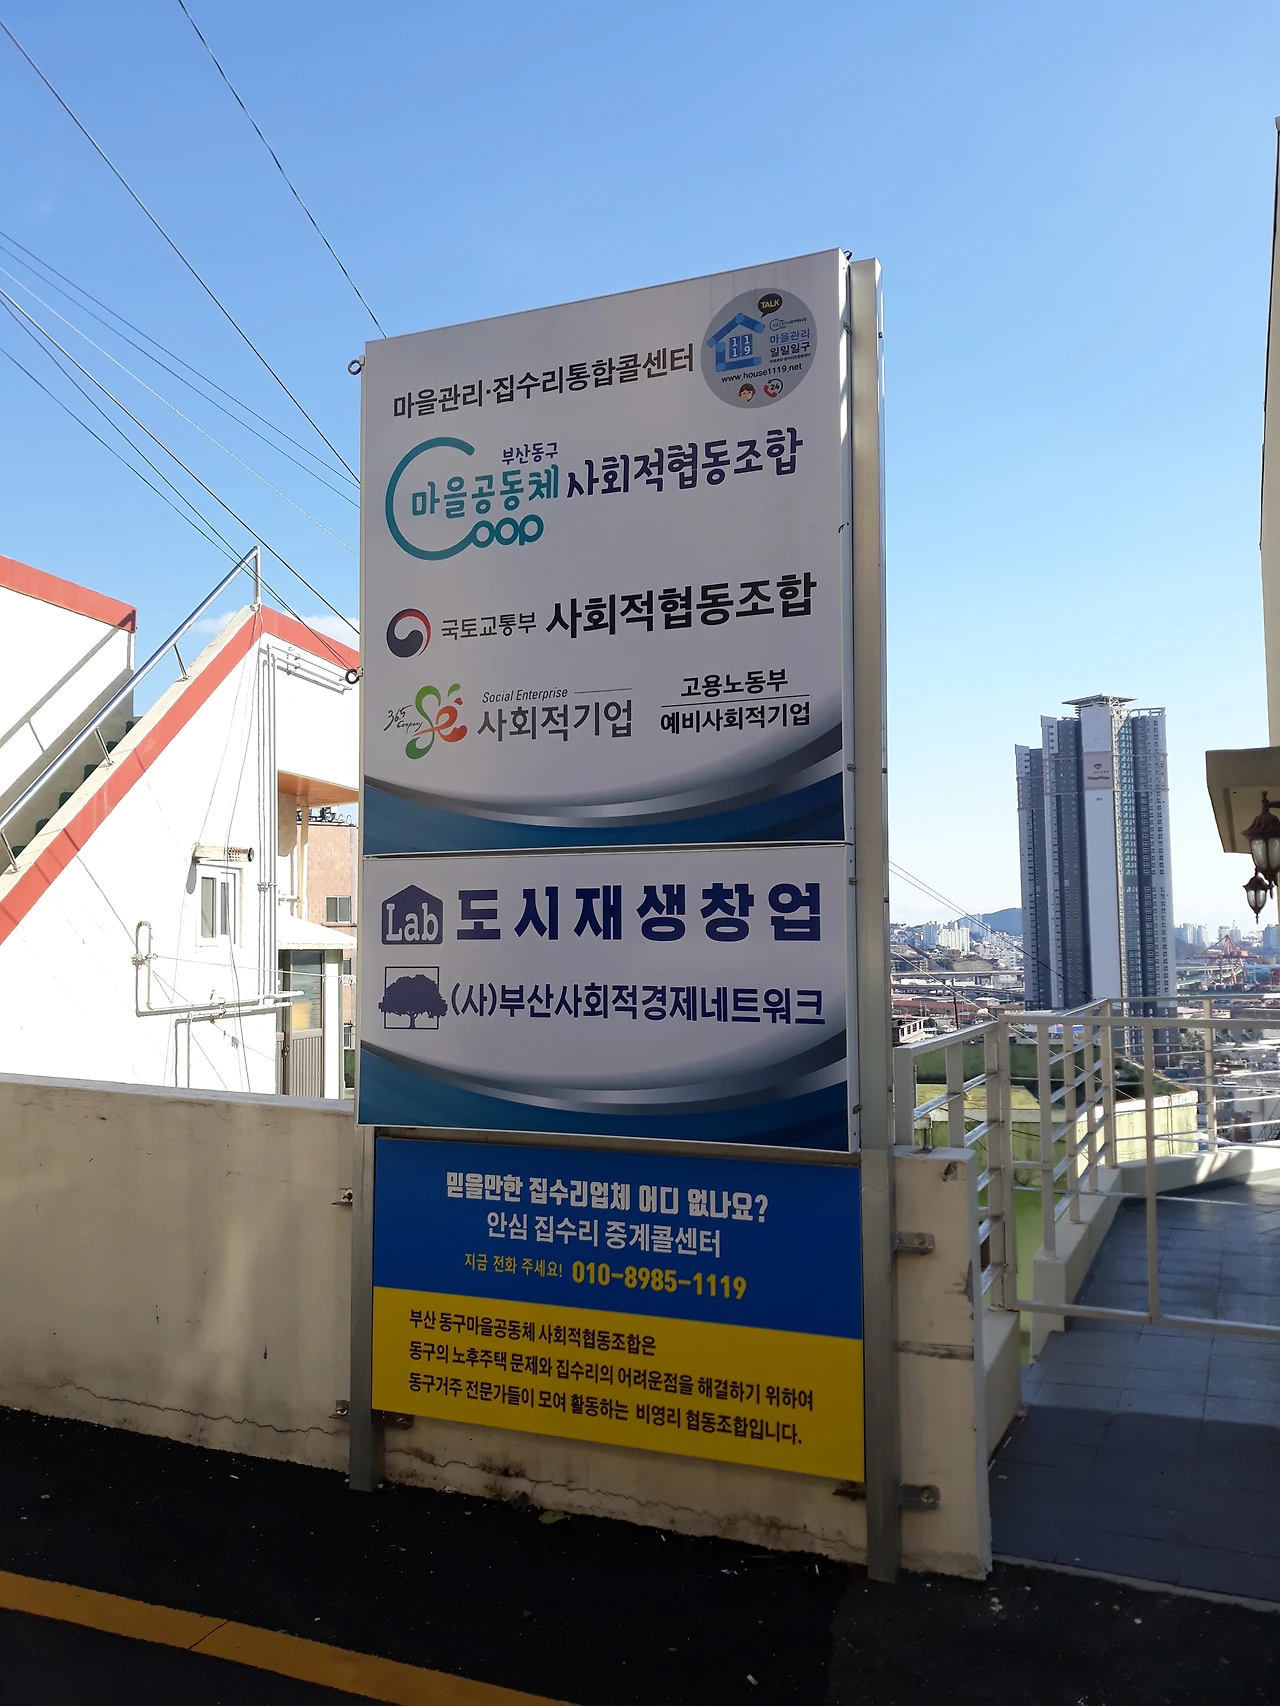 TALK
마을관리·집수리통합콜센터
11
19
마을관리
일일일구
www.house1119.net
24
부산동구
마을공동체 사회적협동조합
Coop
국토교통부 사회적협동조합
365 Company
Se
Social Enterprise
사회적기업
고용노동부
예비사회적기업
Lab 도시재생창업
(사)부산사회적경제네트워크
믿을만한 집수리업체 어디 없나요?
안심 집수리 중계콜센터
지금 전화 주세요! 010-8985-1119
부산 동구마을공동체 사회적협동조합은
동구의 노후주택 문제와 집수리의 어려운점을 해결하기 위하여
동구거주 전문가들이 모여 활동하는 비영리 협동조합입니다.